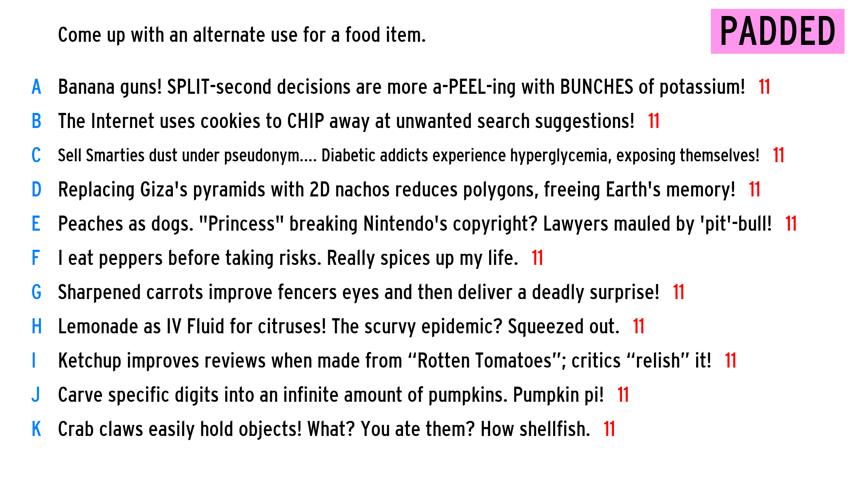 Come up with an alternate use for a food item.
PADDED
A Banana guns! SPLIT-second decisions are more a-PEEL-ing with BUNCHES of potassium! 11
B The Internet uses cookies to CHIP away at unwanted search suggestions! 11
C Sell Smarties dust under pseudonym.... Diabetic addicts experience hyperglycemia, exposing themselves! 11
D Replacing Giza's pyramids with 2D nachos reduces polygons, freeing Earth's memory! 11
E Peaches as dogs. "Princess" breaking Nintendo's copyright? Lawyers mauled by 'pit'-bull! 11
F I eat peppers before taking risks. Really spices up my life. 11
G Sharpened carrots improve fencers eyes and then deliver a deadly surprise! 11
H Lemonade as IV Fluid for citruses! The scurvy epidemic? Squeezed out. 11
I Ketchup improves reviews when made from “Rotten Tomatoes”; critics “relish” it! 11
J Carve specific digits into an infinite amount of pumpkins. Pumpkin pi! 11
K Crab claws easily hold objects! What? You ate them? How shellfish. 11